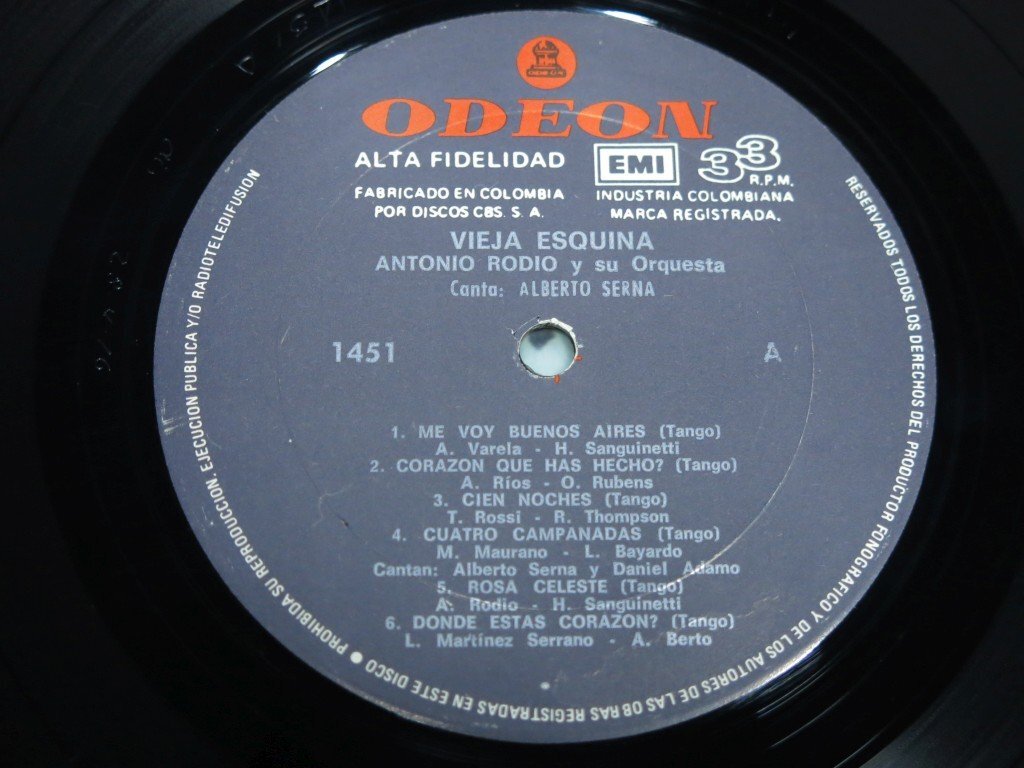 ODEON
ODEON
ALTA FIDELIDAD
EMI
33
R.P.M.
FABRICADO EN COLOMBIA
POR DISCOS CBS. S. A.
INDUSTRIA COLOMBIANA
MARCA REGISTRADA.
VIEJA ESQUINA
ANTONIO RODIO y su Orquesta
Canta: ALBERTO SERNA
1451
A
1. ME VOY BUENOS AIRES (Tango)
A. Varela - H. Sanguinetti
2. CORAZON QUE HAS HECHO? (Tango)
A. Ríos - O. Rubens
3. CIEN NOCHES (Tango)
T. Rossi - R. Thompson
4. CUATRO CAMPANADAS (Tango)
M. Maurano - L. Bayardo
Cantan: Alberto Serna y Daniel Adamo
5. ROSA CELESTE (Tango)
A. Rodio - H. Sanguinetti
6. DONDE ESTAS CORAZON? (Tango)
L. Martínez Serrano - A. Berto
RESERVADOS TODOS LOS DERECHOS DEL PRODUCTOR FONOGRAFICO Y DE LOS AUTORES DE LAS OBRAS REGISTRADAS EN ESTE DISCO • PROHIBIDA SU REPRODUCCION. EJECUCION PUBLICA Y/O RADIOTELEDIFUSION